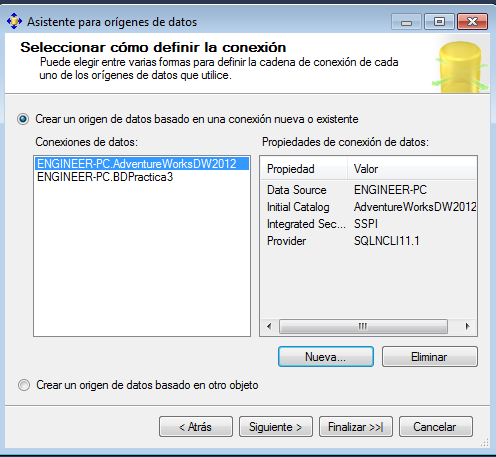 Asistente para orígenes de datos
Seleccionar cómo definir la conexión
Puede elegir entre varias formas para definir la cadena de conexión de cada
uno de los orígenes de datos que utilice.
Crear un origen de datos basado en una conexión nueva o existente
Conexiones de datos:
ENGINEER-PC.AdventureWorksDW2012
ENGINEER-PC.BDPractica3
Propiedades de conexión de datos:
Propiedad Valor
Data Source ENGINEER-PC
Initial Catalog AdventureWorksDW2012
Integrated Sec... SSPI
Provider SQLNCLI11.1
Nueva... Eliminar
Crear un origen de datos basado en otro objeto
< Atrás Siguiente > Finalizar >>| Cancelar